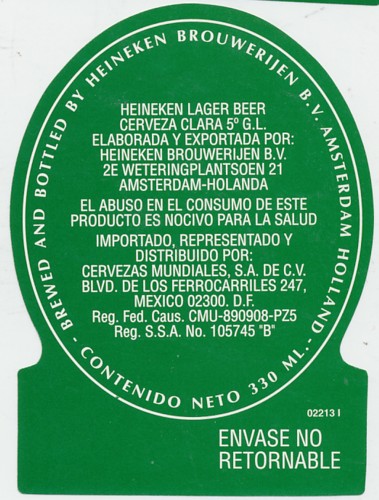 BREWED AND BOTTLED BY HEINEKEN BROUWERIJEN B.V. AMSTERDAM HOLLAND
HEINEKEN LAGER BEER
CERVEZA CLARA 5º G.L.
ELABORADA Y EXPORTADA POR:
HEINEKEN BROUWERIJEN B.V.
2E WETERINGPLANTSOEN 21
AMSTERDAM-HOLANDA
EL ABUSO EN EL CONSUMO DE ESTE
PRODUCTO ES NOCIVO PARA LA SALUD
IMPORTADO, REPRESENTADO Y
DISTRIBUIDO POR:
CERVEZAS MUNDIALES, S.A. DE C.V.
BLVD. DE LOS FERROCARRILES 247,
MEXICO 02300. D.F.
Reg. Fed. Caus. CMU-890908-PZ5
Reg. S.S.A. No. 105745 "B"
- CONTENIDO NETO 330 ML. -
02213 I
ENVASE NO
RETORNABLE